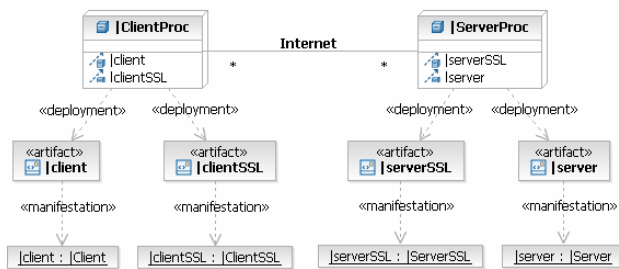 |ClientProc
|client
|clientSSL
Internet
*
*
|ServerProc
|serverSSL
|server
«deployment»
«deployment»
«deployment»
«deployment»
«artifact»
|client
«artifact»
|clientSSL
«artifact»
|serverSSL
«artifact»
|server
«manifestation»
«manifestation»
«manifestation»
«manifestation»
|client : |Client
|clientSSL : |ClientSSL
|serverSSL : |ServerSSL
|server : |Server